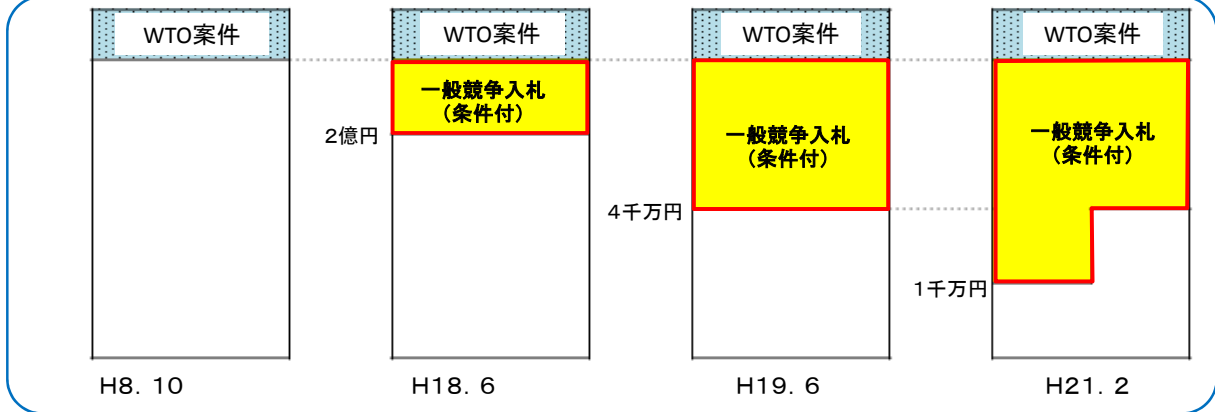 WTO案件
WTO案件
WTO案件
WTO案件
一般競争入札
(条件付)
2億円
一般競争入札
(条件付)
4千万円
一般競争入札
(条件付)
1千万円
H8．10
H18．6
H19．6
H21．2